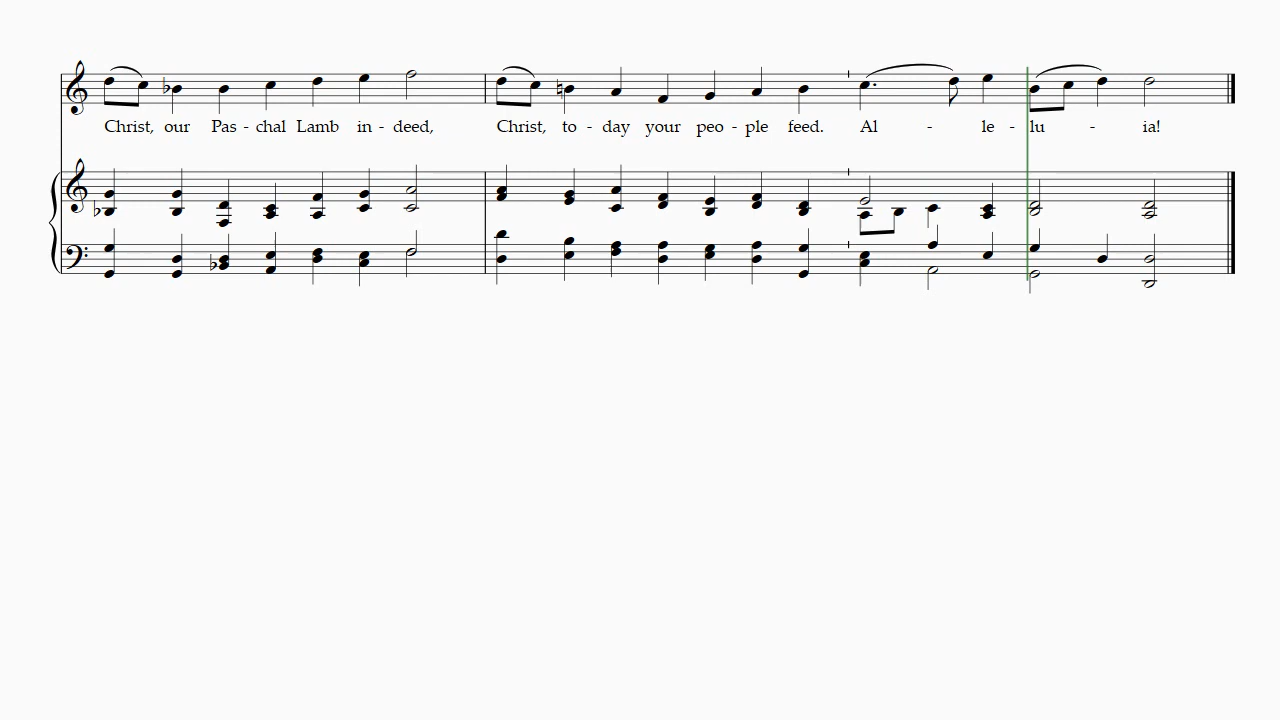 Christ, our Pas - chal Lamb in - deed, Christ, to - day your peo - ple feed. Al - le - lu - ia!